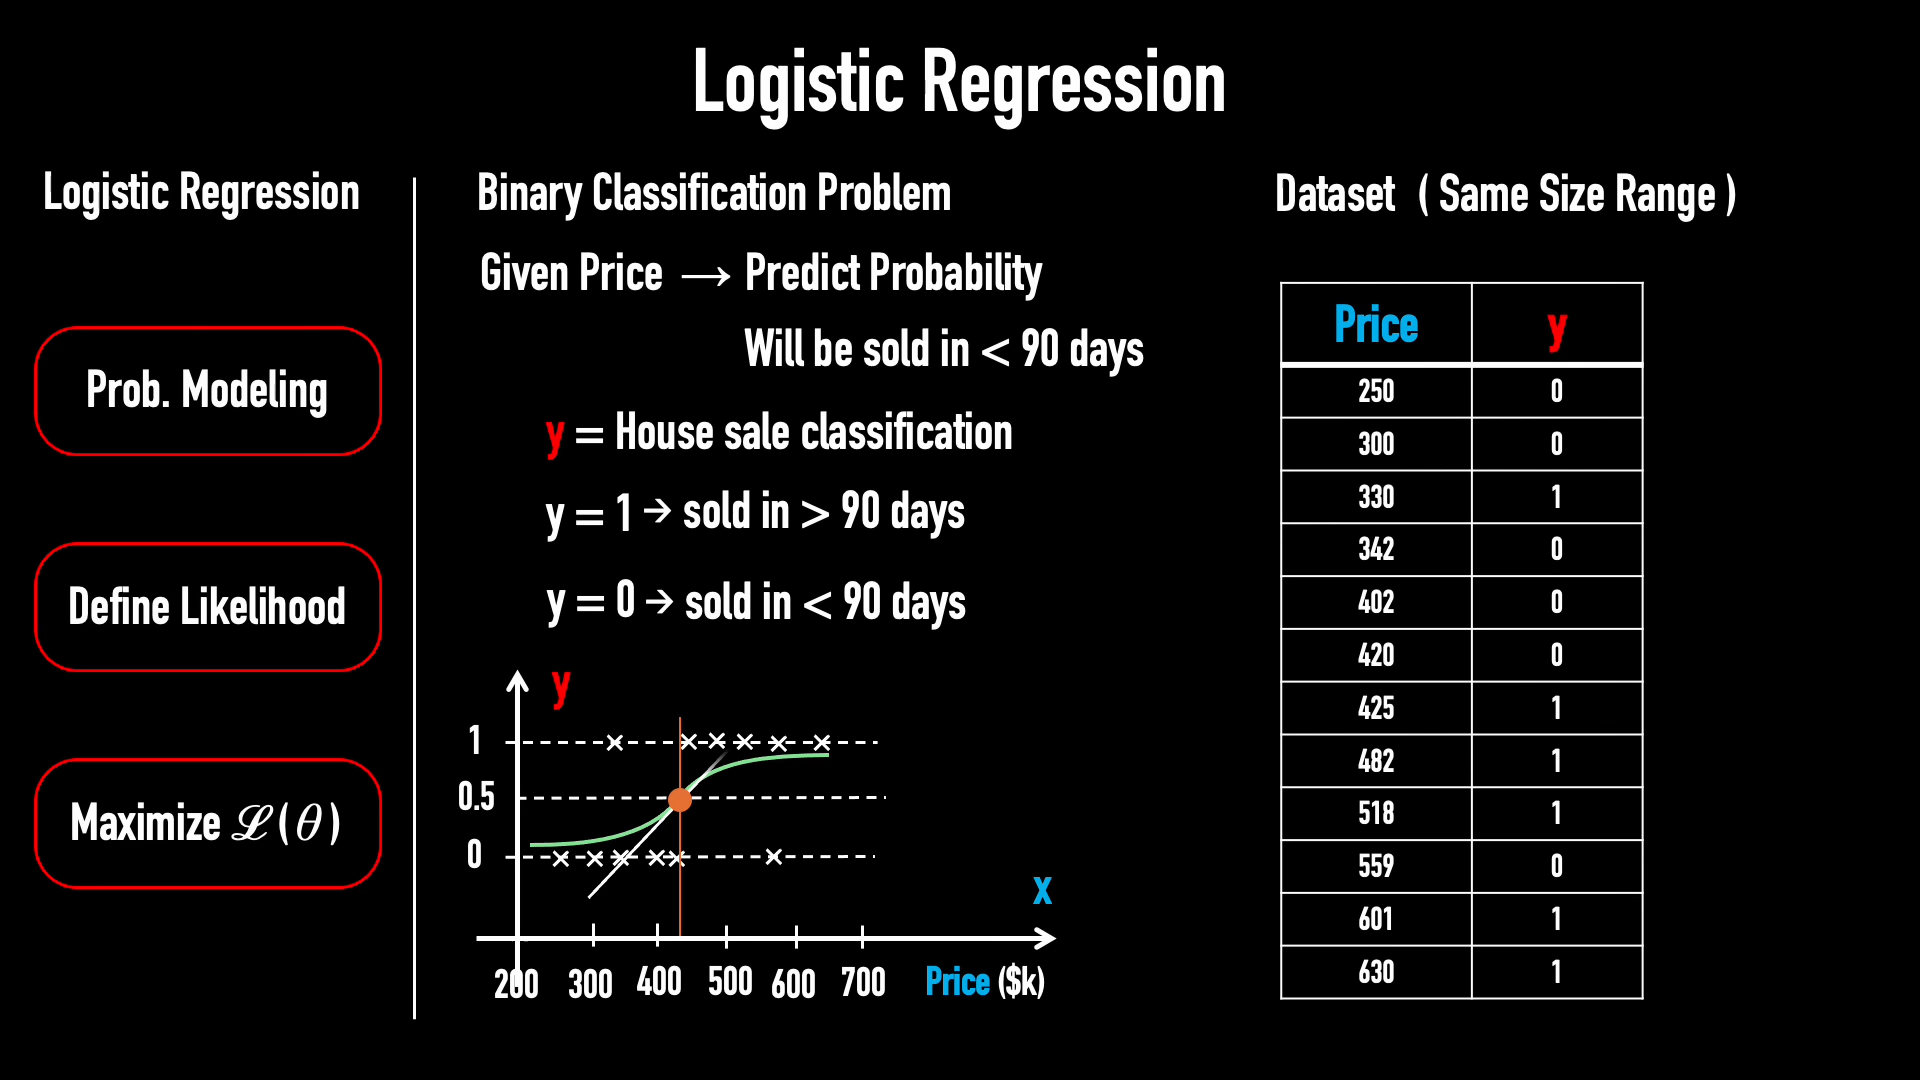 Logistic Regression
Logistic Regression
Prob. Modeling
Define Likelihood
Maximize ℒ(θ)
Binary Classification Problem
Given Price → Predict Probability
Will be sold in < 90 days
y = House sale classification
y = 1 → sold in > 90 days
y = 0 → sold in < 90 days
y
1
0.5
0
x
200 300 400 500 600 700 Price ($k)
Dataset ( Same Size Range )
Price y
250 0
300 0
330 1
342 0
402 0
420 0
425 1
482 1
518 1
559 0
601 1
630 1